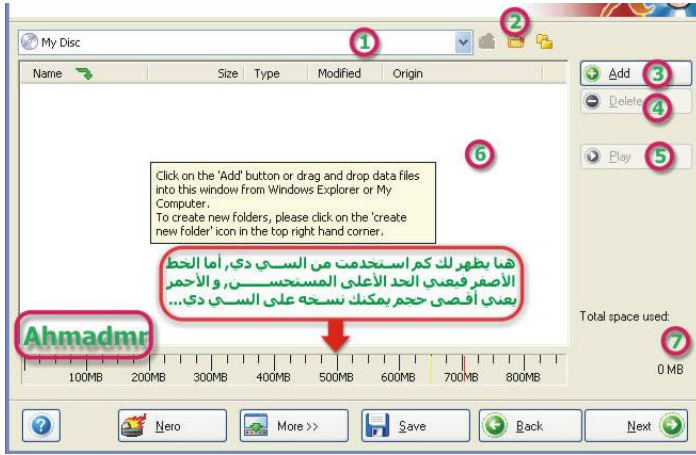 2
My Disc
1
Name Size Type Modified Origin
Add 3
Delete 4
Play 5
6
Click on the 'Add' button or drag and drop data files
into this window from Windows Explorer or My
Computer.
To create new folders, please click on the 'create
new folder' icon in the top right hand corner.
هنا يظهر لك كم استخدمت من الســي دي, أما الخط
الأصفر فيعني الحد الأعلى المستحســـــن, و الأحمر
يعني أقصى حجم يمكنك نسخه على الســي دي...
Ahmadmr
Total space used:
7
0 MB
100MB 200MB 300MB 400MB 500MB 600MB 700MB 800MB
? Nero More >> Save Back Next